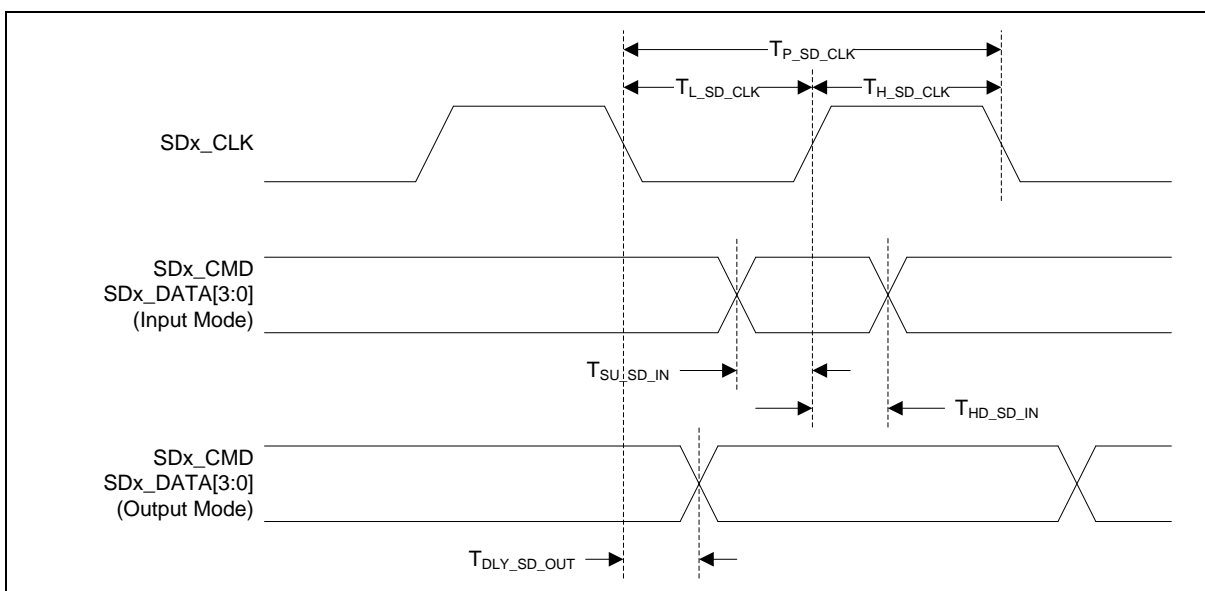 T_P_SD_CLK
T_L_SD_CLK
T_H_SD_CLK
SDx_CLK
SDx_CMD
SDx_DATA[3:0]
(Input Mode)
T_SU_SD_IN
T_HD_SD_IN
SDx_CMD
SDx_DATA[3:0]
(Output Mode)
T_DLY_SD_OUT